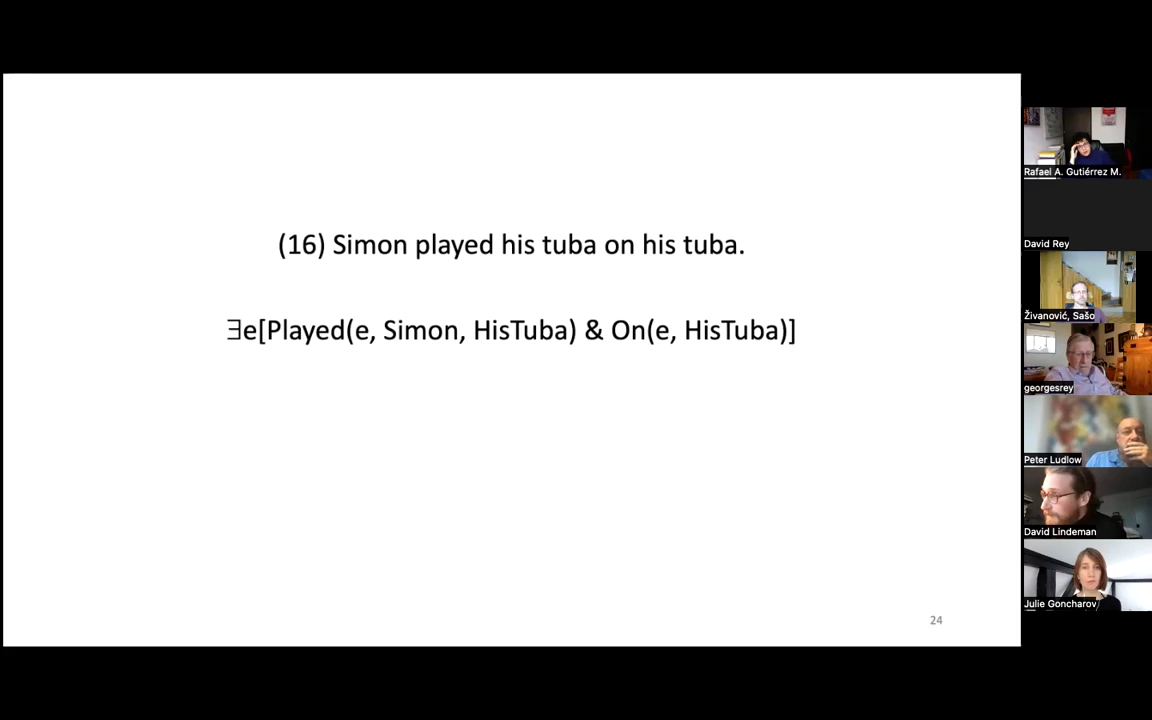 (16) Simon played his tuba on his tuba.
∃e[Played(e, Simon, HisTuba) & On(e, HisTuba)]
24
Rafael A. Gutiérrez M.
David Rey
Živanović, Sašo
georgesrey
Peter Ludlow
David Lindeman
Julie Goncharov